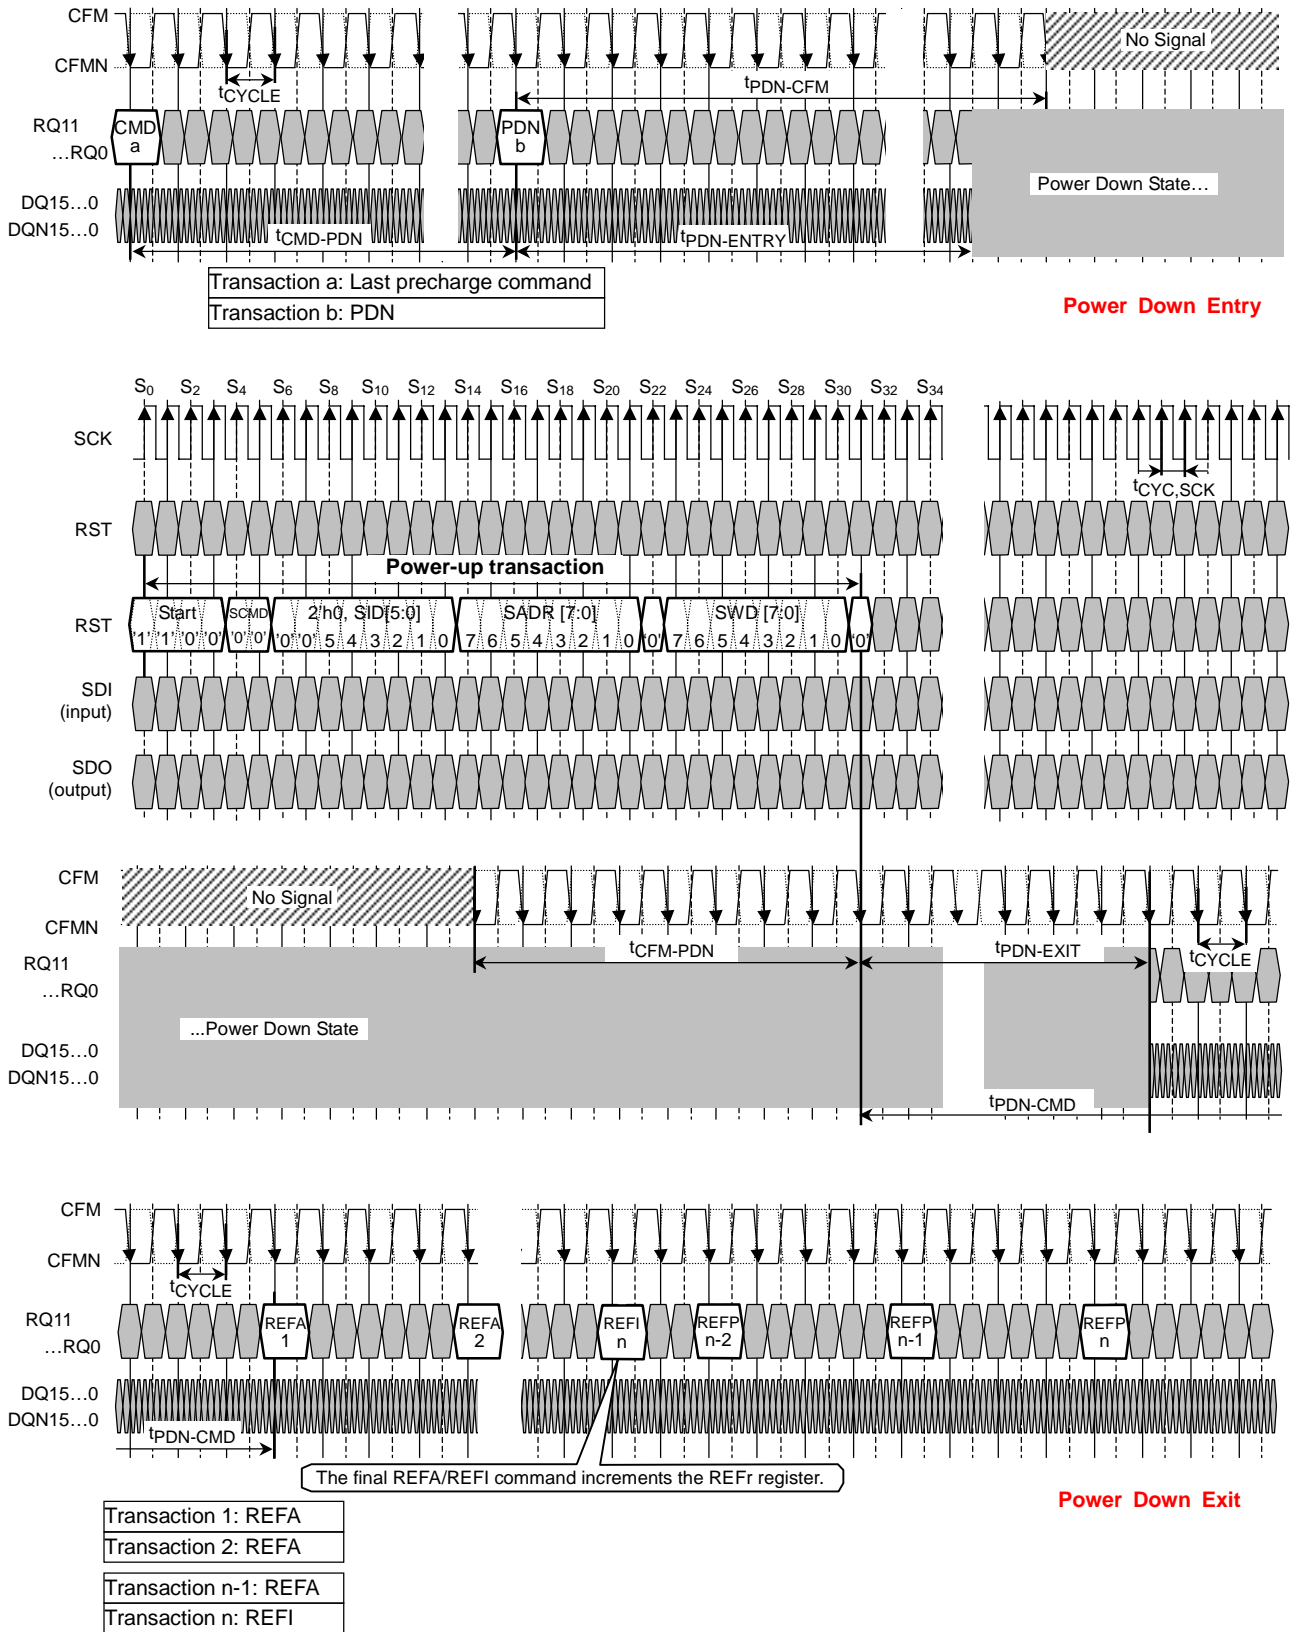 CFM
No Signal
CFMN
tCYCLE
tPDN-CFM
RQ11
...RQ0
CMD
a
PDN
b
DQ15...0
DQN15...0
Power Down State...
tCMD-PDN
tPDN-ENTRY
Transaction a: Last precharge command
Transaction b: PDN
Power Down Entry
S0 S2 S4 S6 S8 S10 S12 S14 S16 S18 S20 S22 S24 S26 S28 S30 S32 S34
SCK
tCYC,SCK
RST
Power-up transaction
RST
Start SCMD 2'h0, SID[5:0] SADR [7:0] SWD [7:0]
'1' '1' '0' '0' '0' '0' '0' '0' 5 4 3 2 1 0 7 6 5 4 3 2 1 0 '0' 7 6 5 4 3 2 1 0 '0'
SDI
(input)
SDO
(output)
CFM
No Signal
CFMN
tCFM-PDN
tPDN-EXIT
tCYCLE
RQ11
...RQ0
...Power Down State
DQ15...0
DQN15...0
tPDN-CMD
CFM
CFMN
tCYCLE
RQ11
...RQ0
REFA
1
REFA
2
REFI
n
REFP
n-2
REFP
n-1
REFP
n
DQ15...0
DQN15...0
tPDN-CMD
The final REFA/REFI command increments the REFr register.
Power Down Exit
Transaction 1: REFA
Transaction 2: REFA
Transaction n-1: REFA
Transaction n: REFI